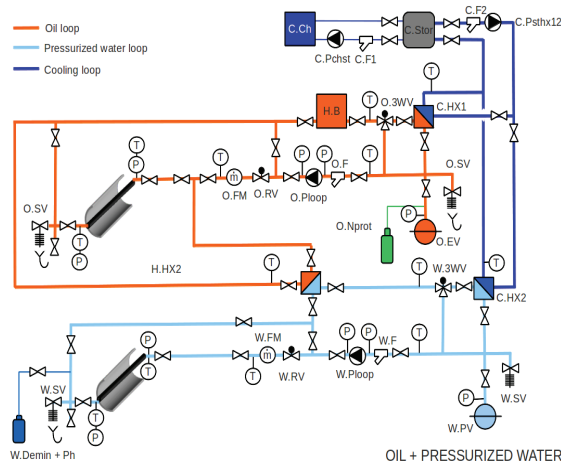 Oil loop
Pressurized water loop
Cooling loop
C.Ch
C.Stor
C.F2
C.Psthx12
C.Pchst
C.F1
T
C.HX1
H.B
T
O.3WV
T
P
T
P
P
O.F
T
O.SV
ṁ
O.FM
O.RV
O.Ploop
O.SV
T
P
O.Nprot
P
O.EV
H.HX2
T
W.3WV
T
C.HX2
W.FM
P
T
ṁ
T
W.RV
P
P
W.F
T
W.Ploop
W.SV
T
P
W.SV
P
W.PV
W.Demin + Ph
OIL + PRESSURIZED WATER